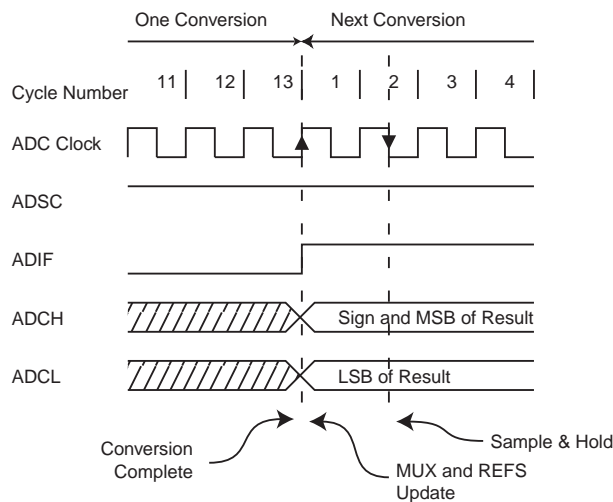 One Conversion
Next Conversion
Cycle Number
11
12
13
1
2
3
4
ADC Clock
ADSC
ADIF
ADCH
Sign and MSB of Result
ADCL
LSB of Result
Conversion
Complete
MUX and REFS
Update
Sample & Hold